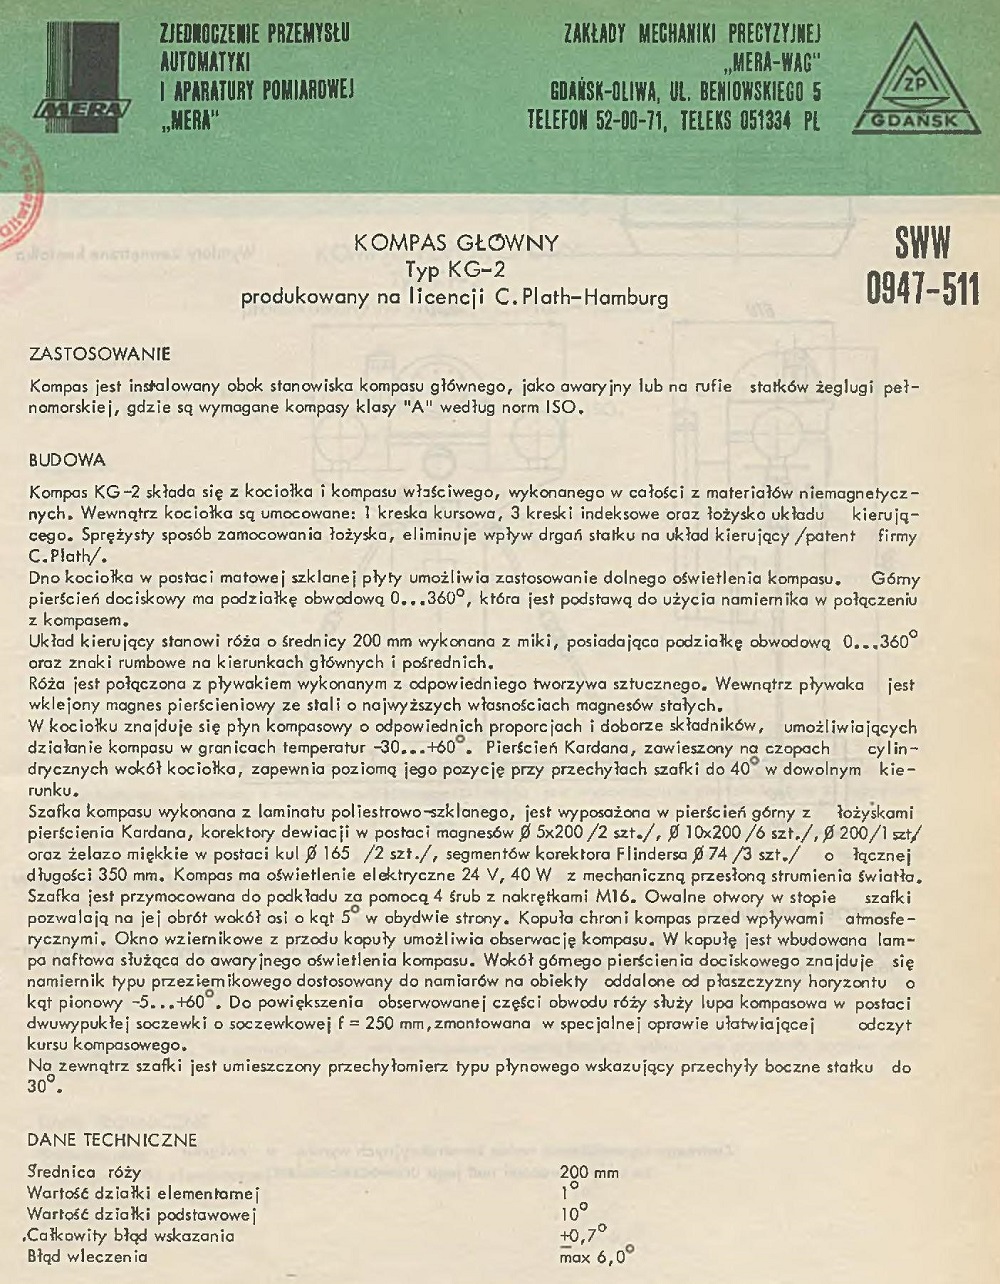 ZJEDNOCZENIE PRZEMYSŁU
AUTOMATYKI
I APARATURY POMIAROWEJ
„MERA"
MERA
ZAKŁADY MECHANIKI PRECYZYJNEJ
„MERA-WAG"
GDAŃSK-OLIWA, UL. BENIOWSKIEGO 5
TELEFON 52-00-71, TELEKS 051334 PL
MZPW
GDAŃSK
KOMPAS GŁÓWNY
Typ KG-2
produkowany na licencji C.Plath-Hamburg
SWW
0947-511
ZASTOSOWANIE
Kompas jest instalowany obok stanowiska kompasu głównego, jako awaryjny lub na rufie statków żeglugi peł-
nomorskiej, gdzie są wymagane kompasy klasy "A" według norm ISO.
BUDOWA
Kompas KG-2 składa się z kociołka i kompasu właściwego, wykonanego w całości z materiałów niemagnetycz-
nych. Wewnątrz kociołka są umocowane: 1 kreska kursowa, 3 kreski indeksowe oraz łożysko układu kierują-
cego. Sprężysty sposób zamocowania łożyska, eliminuje wpływ drgań statku na układ kierujący /patent firmy
C.Plath/.
Dno kociołka w postaci matowej szklanej płyty umożliwia zastosowanie dolnego oświetlenia kompasu. Górny
pierścień dociskowy ma podziałkę obwodową 0...360°, która jest podstawą do użycia namiernika w połączeniu
z kompasem.
Układ kierujący stanowi róża o średnicy 200 mm wykonana z miki, posiadająca podziałkę obwodową 0...360°
oraz znaki rumbowe na kierunkach głównych i pośrednich.
Róża jest połączona z pływakiem wykonanym z odpowiedniego tworzywa sztucznego. Wewnątrz pływaka jest
wklejony magnes pierścieniowy ze stali o najwyższych własnościach magnesów stałych.
W kociołku znajduje się płyn kompasowy o odpowiednich proporcjach i doborze składników, umożliwiających
działanie kompasu w granicach temperatur -30...+60°. Pierścień Kardana, zawieszony na czopach cylin-
drycznych wokół kociołka, zapewnia poziomą jego pozycję przy przechyłach szafki do 40° w dowolnym kie-
runku.
Szafka kompasu wykonana z laminatu poliestrowo-szklanego, jest wyposażona w pierścień górny z łożyskami
pierścienia Kardana, korektory dewiacji w postaci magnesów Ø 5x200 /2 szt./, Ø 10x200 /6 szt./, Ø 200/1 szt/
oraz żelazo miękkie w postaci kul Ø 165 /2 szt./, segmentów korektora Flindersa Ø 74 /3 szt./ o łącznej
długości 350 mm. Kompas ma oświetlenie elektryczne 24 V, 40 W z mechaniczną przesłoną strumienia światła.
Szafka jest przymocowana do podkładu za pomocą 4 śrub z nakrętkami M16. Owalne otwory w stopie szafki
pozwalają na jej obrót wokół osi o kąt 5° w obydwie strony. Kopuła chroni kompas przed wpływami atmosfe-
rycznymi. Okno wziernikowe z przodu kopuły umożliwia obserwację kompasu. W kopułę jest wbudowana lam-
pa naftowa służąca do awaryjnego oświetlenia kompasu. Wokół górnego pierścienia dociskowego znajduje się
namiernik typu przeziernikowego dostosowany do namiarów na obiekty oddalone od płaszczyzny horyzontu o
kąt pionowy -5...+60°. Do powiększenia obserwowanej części obwodu róży służy lupa kompasowa w postaci
dwuwypukłej soczewki o soczewkowej f = 250 mm,zmontowana w specjalnej oprawie ułatwiającej odczyt
kursu kompasowego.
Na zewnątrz szafki jest umieszczony przechyłomierz typu płynowego wskazujący przechyły boczne statku do
30°.
DANE TECHNICZNE
Średnica róży 200 mm
Wartość działki elementarnej 1°
Wartość działki podstawowej 10°
Całkowity błąd wskazania ±0,7°
Błąd wleczenia max 6,0°